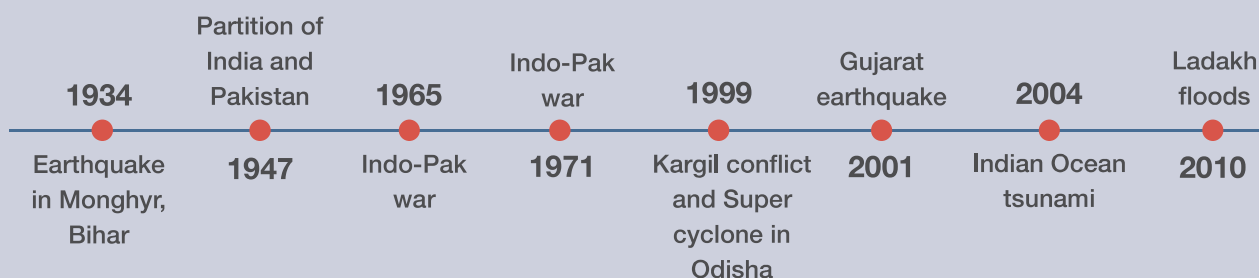 1934
Earthquake
in Monghyr,
Bihar
Partition of
India and
Pakistan
1947
1965
Indo-Pak
war
Indo-Pak
war
1971
1999
Kargil conflict
and Super
cyclone in
Odisha
Gujarat
earthquake
2001
2004
Indian Ocean
tsunami
Ladakh
floods
2010